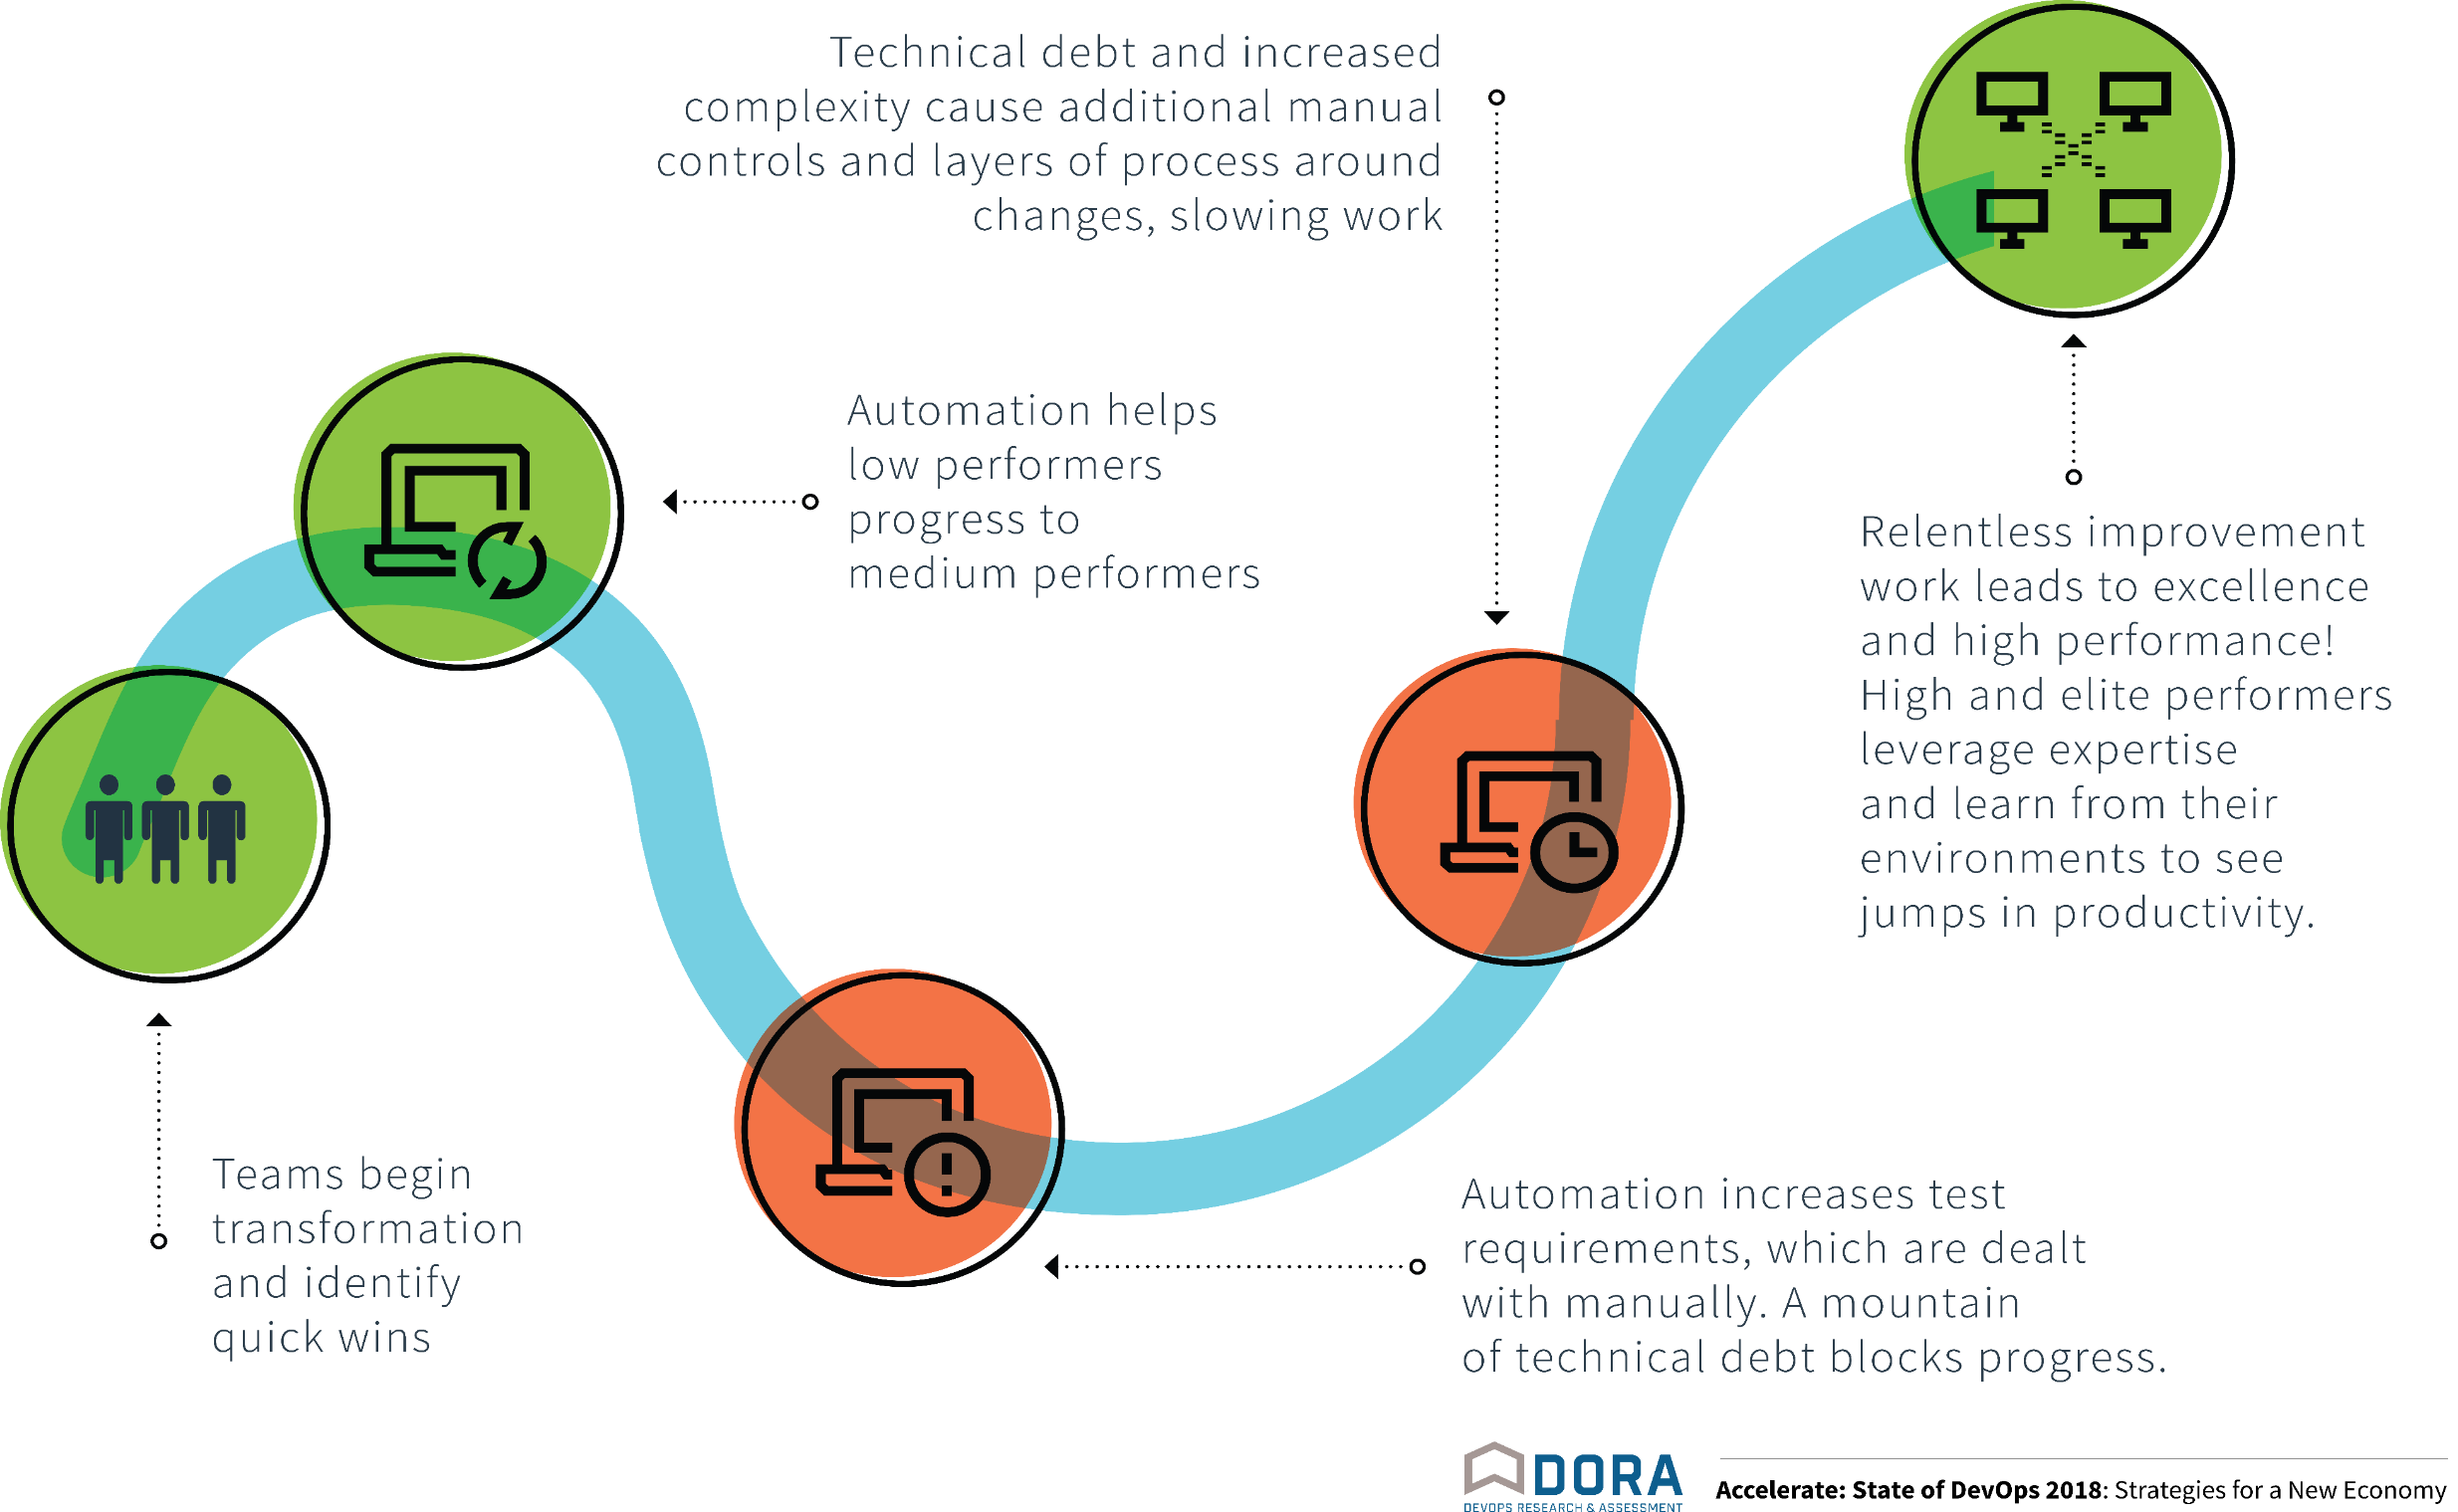 Technical debt and increased
complexity cause additional manual
controls and layers of process around
changes, slowing work
Automation helps
low performers
progress to
medium performers
Relentless improvement
work leads to excellence
and high performance!
High and elite performers
leverage expertise
and learn from their
environments to see
jumps in productivity.
Teams begin
transformation
and identify
quick wins
Automation increases test
requirements, which are dealt
with manually. A mountain
of technical debt blocks progress.
DORA
DEVOPS RESEARCH & ASSESSMENT
Accelerate: State of DevOps 2018: Strategies for a New Economy